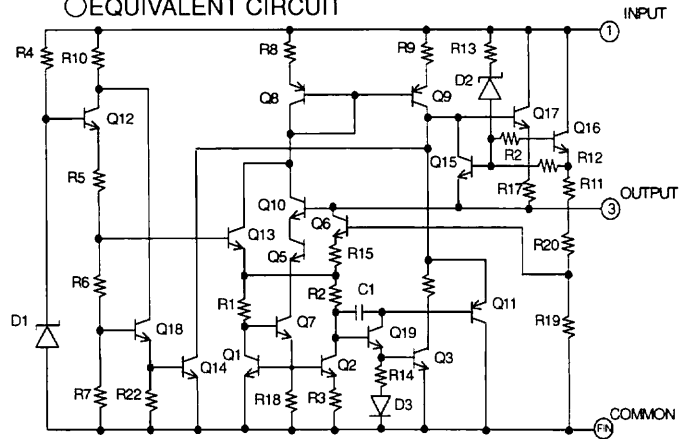 ○EQUIVALENT CIRCUIT
INPUT
1
R4
R10
R8
R9
R13
D2
Q8
Q9
Q17
Q12
Q16
R2
R12
Q15
R5
R17
R11
OUTPUT
3
Q10
Q6
Q13
R15
R20
Q5
R6
R1
R2
C1
Q11
R19
D1
Q7
Q18
Q19
Q1
Q14
Q2
Q3
R14
R7
R22
R18
R3
D3
COMMON
FIN